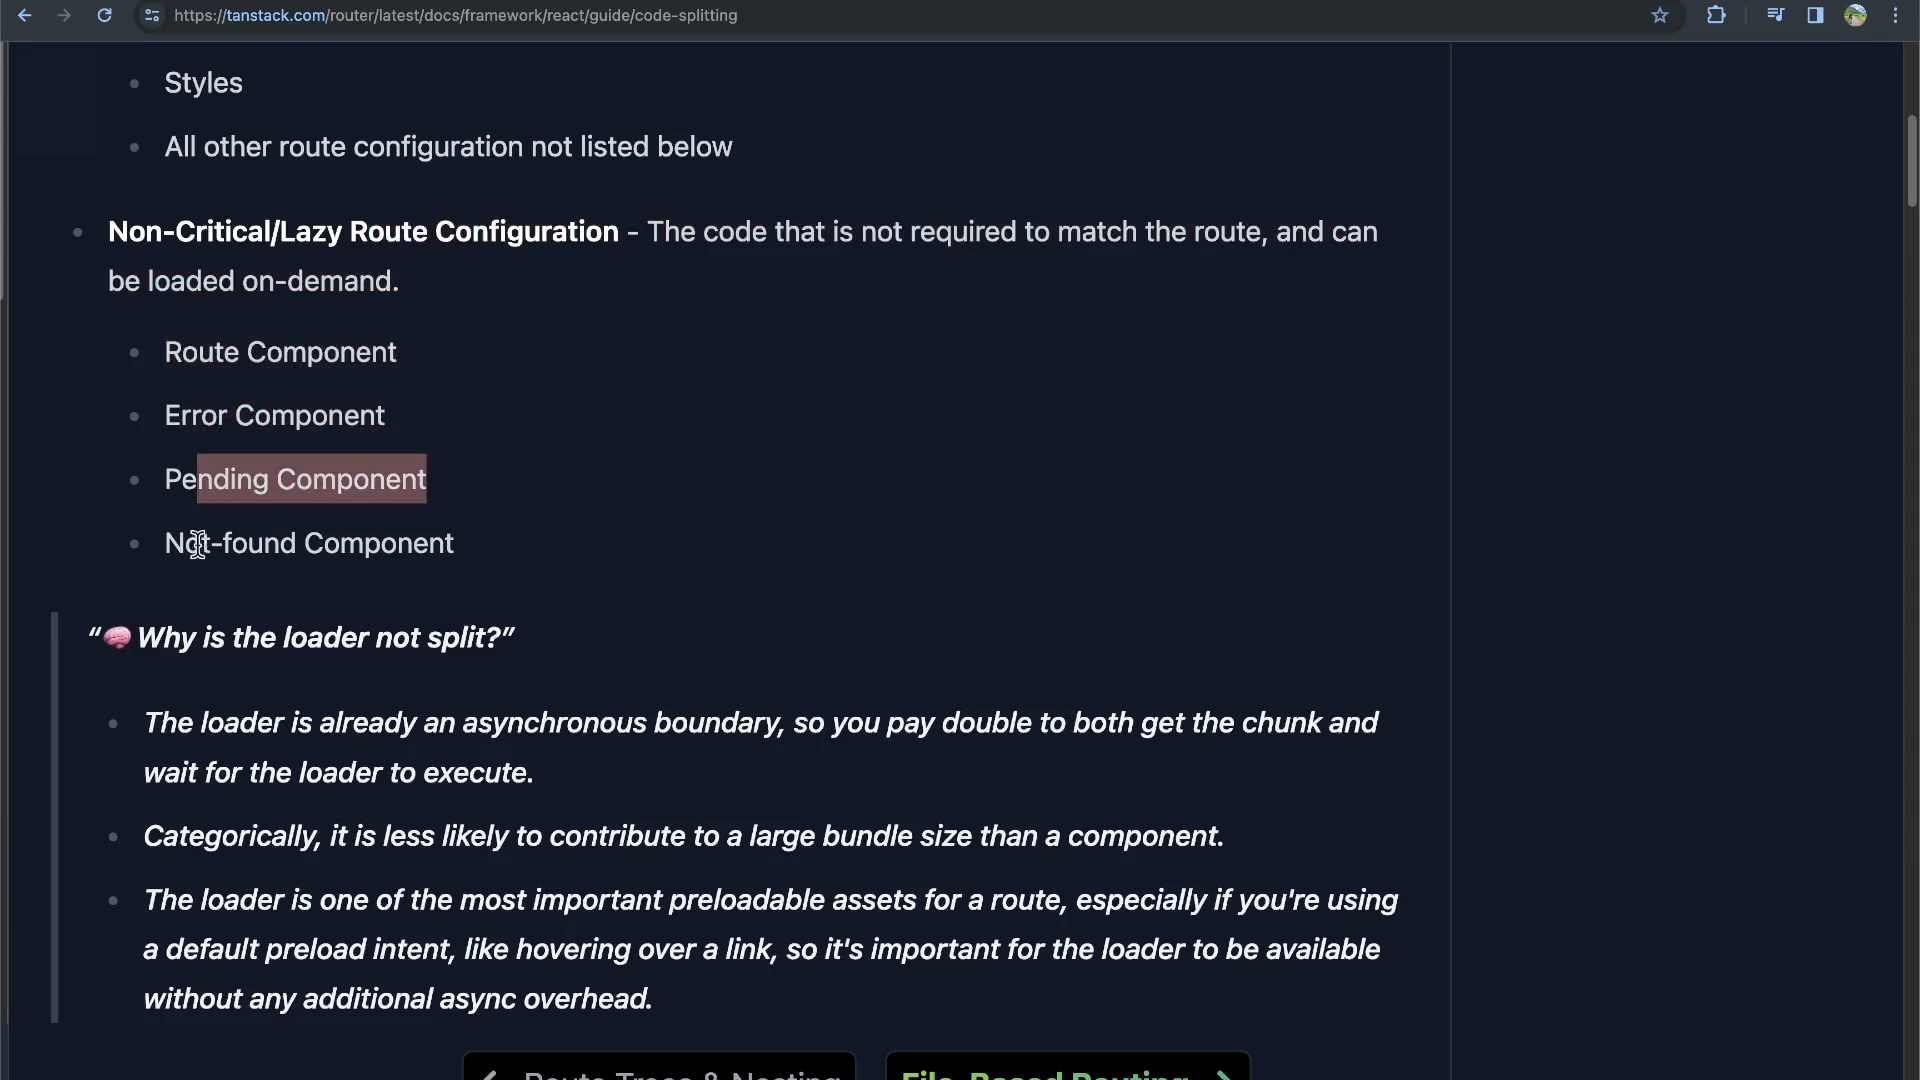 https://tanstack.com/router/latest/docs/framework/react/guide/code-splitting
Styles
All other route configuration not listed below
Non-Critical/Lazy Route Configuration - The code that is not required to match the route, and can
be loaded on-demand.
Route Component
Error Component
Pending Component
Not-found Component
“🧠 Why is the loader not split?”
The loader is already an asynchronous boundary, so you pay double to both get the chunk and
wait for the loader to execute.
Categorically, it is less likely to contribute to a large bundle size than a component.
The loader is one of the most important preloadable assets for a route, especially if you're using
a default preload intent, like hovering over a link, so it's important for the loader to be available
without any additional async overhead.
Route Trees & Nesting
File-Based Routing